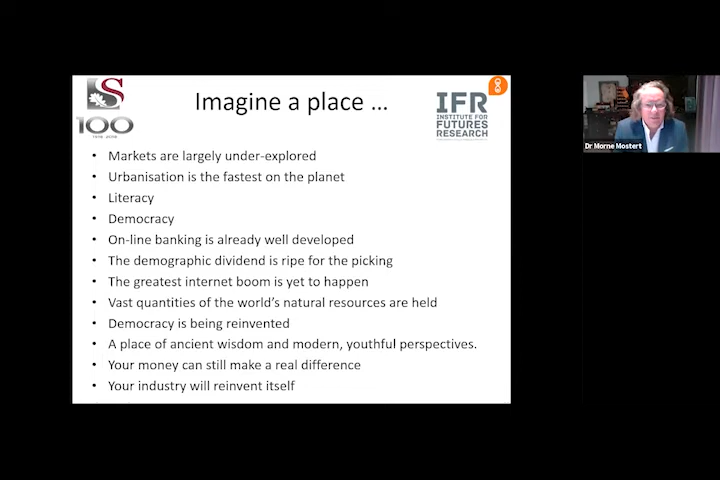 S
100
1918 2018
Imagine a place ...
IFR
INSTITUTE FOR
FUTURES
RESEARCH
• Markets are largely under-explored
• Urbanisation is the fastest on the planet
• Literacy
• Democracy
• On-line banking is already well developed
• The demographic dividend is ripe for the picking
• The greatest internet boom is yet to happen
• Vast quantities of the world's natural resources are held
• Democracy is being reinvented
• A place of ancient wisdom and modern, youthful perspectives.
• Your money can still make a real difference
• Your industry will reinvent itself
Dr Morne Mostert